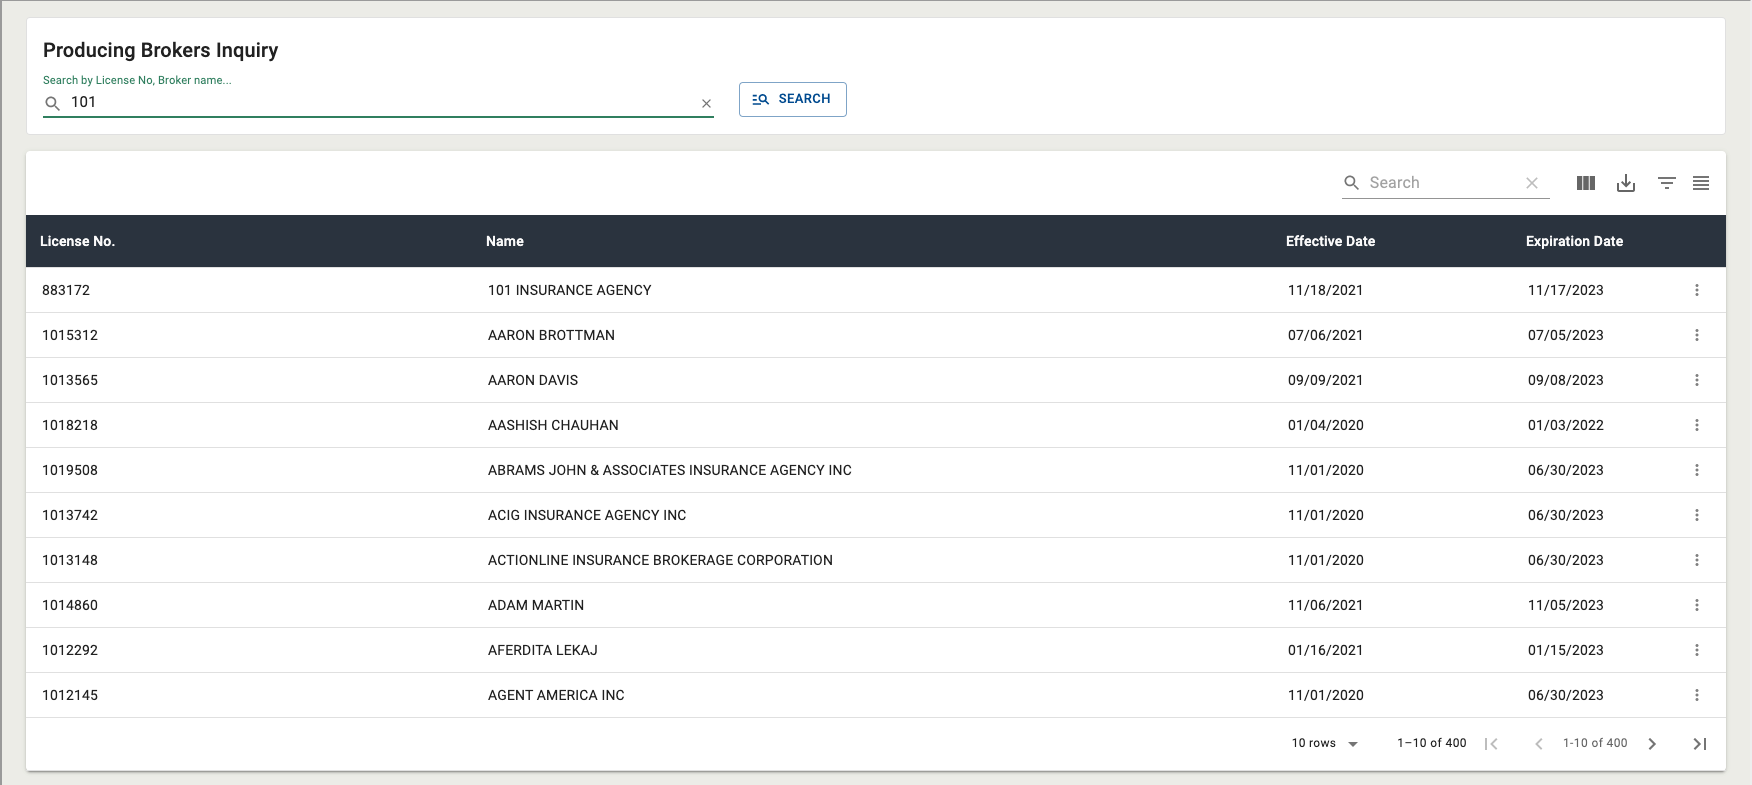 Producing Brokers Inquiry
Search by License No, Broker name...
101
SEARCH
Search
License No. Name Effective Date Expiration Date
883172 101 INSURANCE AGENCY 11/18/2021 11/17/2023
1015312 AARON BROTTMAN 07/06/2021 07/05/2023
1013565 AARON DAVIS 09/09/2021 09/08/2023
1018218 AASHISH CHAUHAN 01/04/2020 01/03/2022
1019508 ABRAMS JOHN & ASSOCIATES INSURANCE AGENCY INC 11/01/2020 06/30/2023
1013742 ACIG INSURANCE AGENCY INC 11/01/2020 06/30/2023
1013148 ACTIONLINE INSURANCE BROKERAGE CORPORATION 11/01/2020 06/30/2023
1014860 ADAM MARTIN 11/06/2021 11/05/2023
1012292 AFERDITA LEKAJ 01/16/2021 01/15/2023
1012145 AGENT AMERICA INC 11/01/2020 06/30/2023
10 rows 1–10 of 400 1-10 of 400